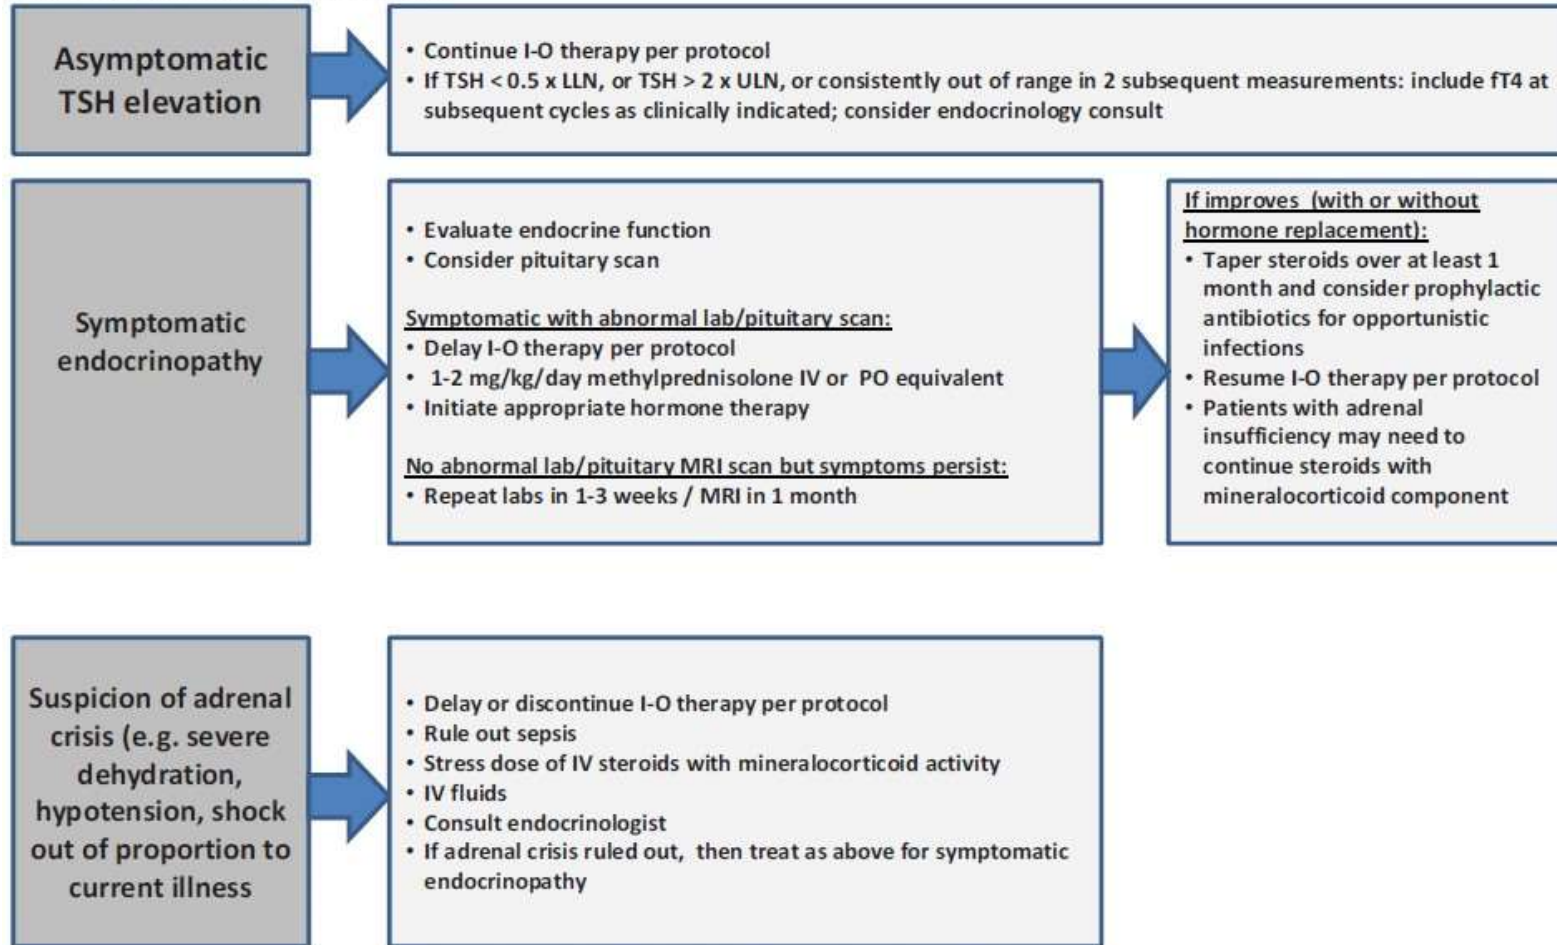 Asymptomatic
TSH elevation
• Continue I-O therapy per protocol
• If TSH < 0.5 x LLN, or TSH > 2 x ULN, or consistently out of range in 2 subsequent measurements: include fT4 at
subsequent cycles as clinically indicated; consider endocrinology consult
Symptomatic
endocrinopathy
• Evaluate endocrine function
• Consider pituitary scan
Symptomatic with abnormal lab/pituitary scan:
• Delay I-O therapy per protocol
• 1-2 mg/kg/day methylprednisolone IV or PO equivalent
• Initiate appropriate hormone therapy
No abnormal lab/pituitary MRI scan but symptoms persist:
• Repeat labs in 1-3 weeks / MRI in 1 month
If improves (with or without
hormone replacement):
• Taper steroids over at least 1
month and consider prophylactic
antibiotics for opportunistic
infections
• Resume I-O therapy per protocol
• Patients with adrenal
insufficiency may need to
continue steroids with
mineralocorticoid component
Suspicion of adrenal
crisis (e.g. severe
dehydration,
hypotension, shock
out of proportion to
current illness
• Delay or discontinue I-O therapy per protocol
• Rule out sepsis
• Stress dose of IV steroids with mineralocorticoid activity
• IV fluids
• Consult endocrinologist
• If adrenal crisis ruled out, then treat as above for symptomatic
endocrinopathy